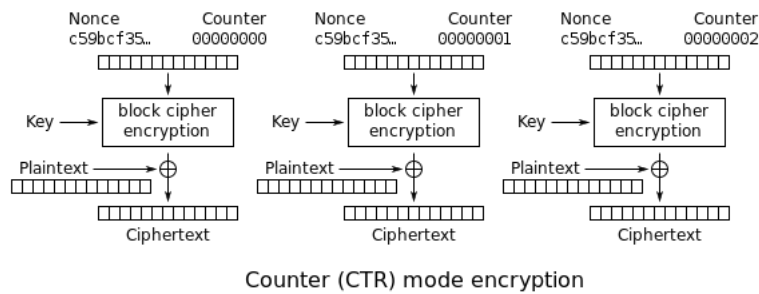 Nonce Counter Nonce Counter Nonce Counter
c59bcf35… 00000000 c59bcf35… 00000001 c59bcf35… 00000002
block cipher block cipher block cipher
Key encryption Key encryption Key encryption
Plaintext Plaintext Plaintext
Ciphertext Ciphertext Ciphertext
Counter (CTR) mode encryption